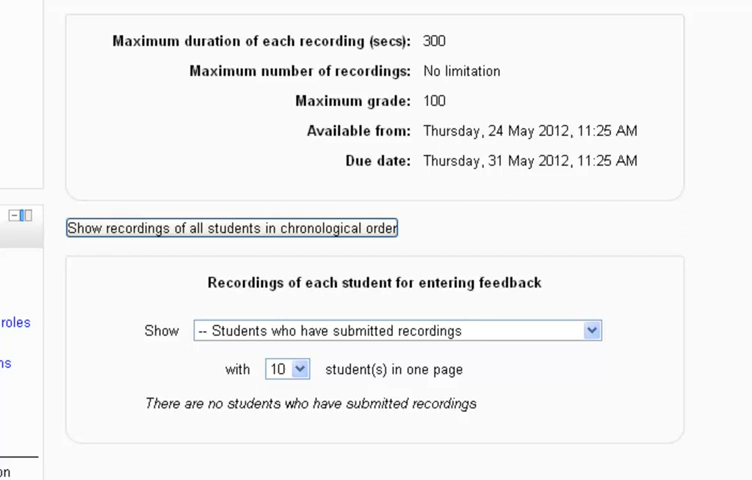 Maximum duration of each recording (secs): 300
Maximum number of recordings: No limitation
Maximum grade: 100
Available from: Thursday, 24 May 2012, 11:25 AM
Due date: Thursday, 31 May 2012, 11:25 AM
Show recordings of all students in chronological order
Recordings of each student for entering feedback
roles
Show -- Students who have submitted recordings
ns
with 10 student(s) in one page
There are no students who have submitted recordings
on